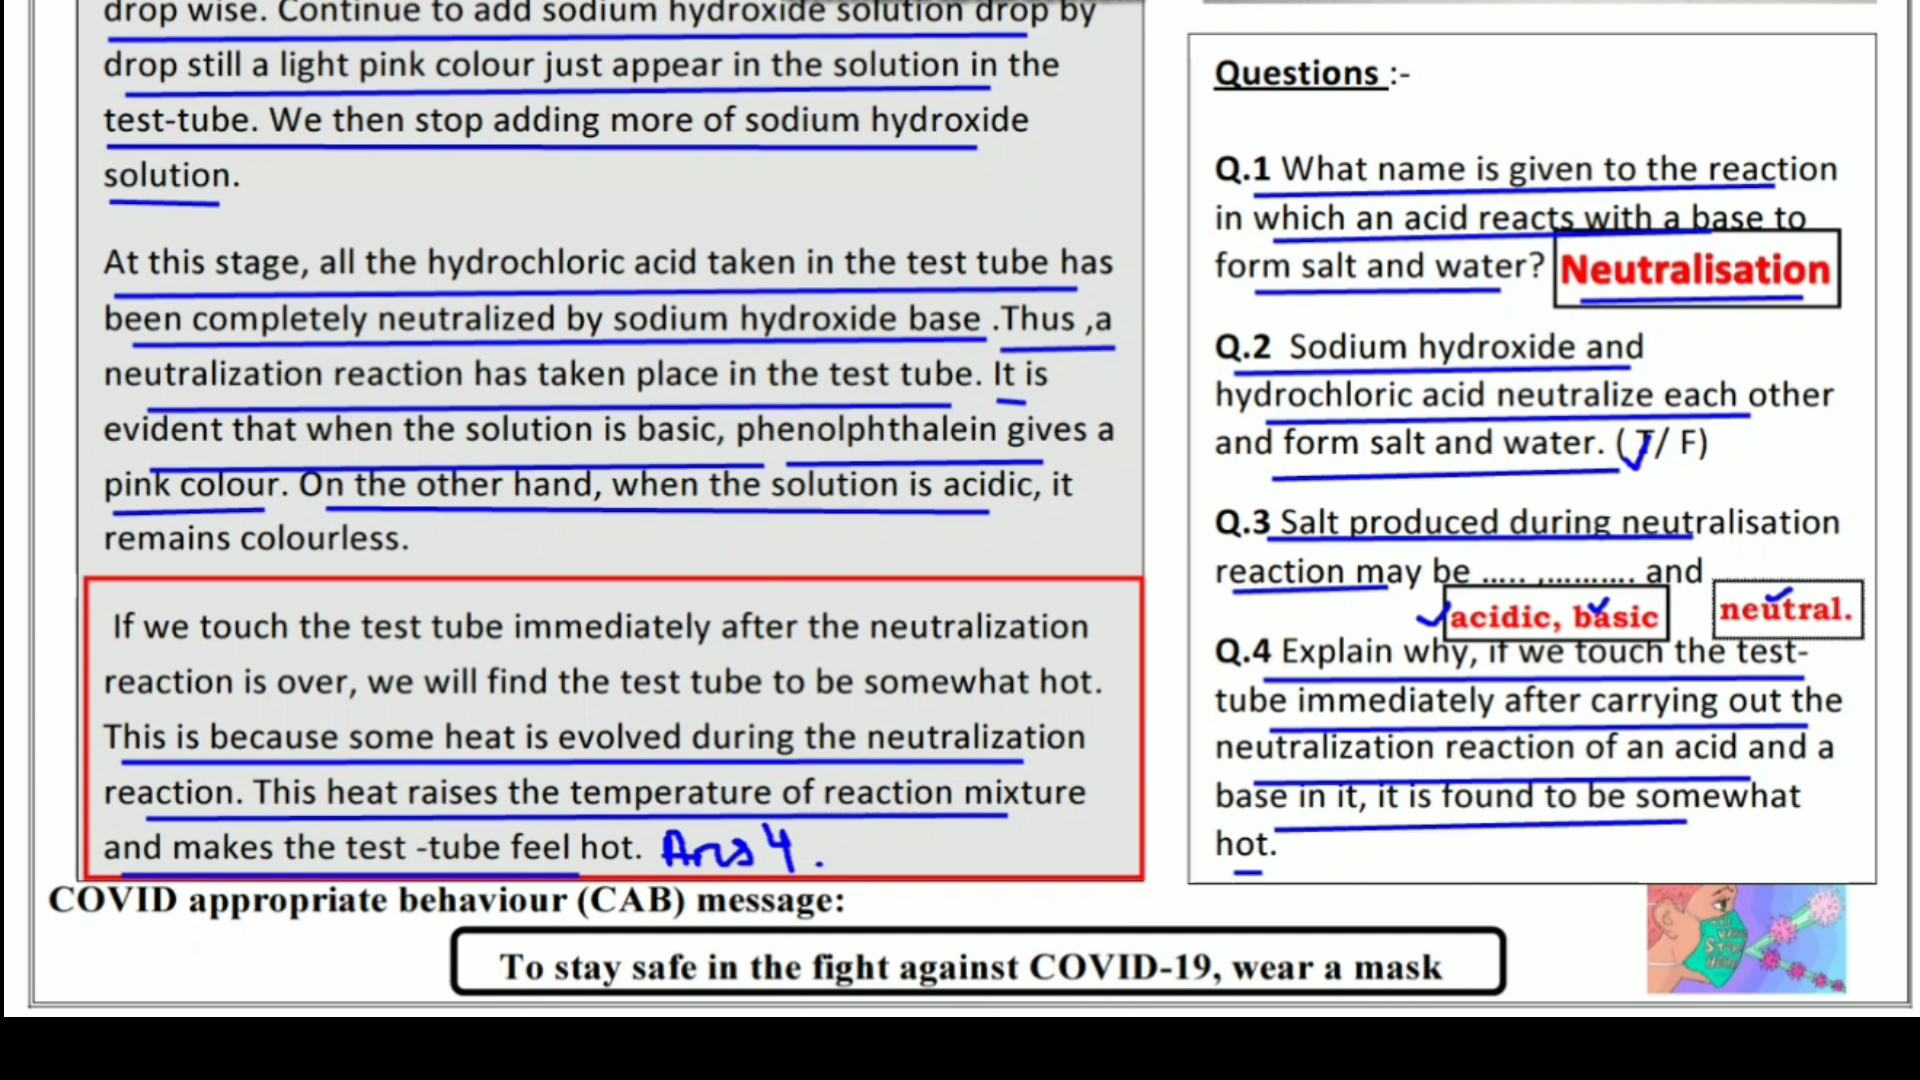 drop wise. Continue to add sodium hydroxide solution drop by
drop still a light pink colour just appear in the solution in the
test-tube. We then stop adding more of sodium hydroxide
solution.
At this stage, all the hydrochloric acid taken in the test tube has
been completely neutralized by sodium hydroxide base .Thus ,a
neutralization reaction has taken place in the test tube. It is
evident that when the solution is basic, phenolphthalein gives a
pink colour. On the other hand, when the solution is acidic, it
remains colourless.
If we touch the test tube immediately after the neutralization
reaction is over, we will find the test tube to be somewhat hot.
This is because some heat is evolved during the neutralization
reaction. This heat raises the temperature of reaction mixture
and makes the test -tube feel hot. Ans 4.
Questions :-
Q.1 What name is given to the reaction
in which an acid reacts with a base to
form salt and water? Neutralisation
Q.2 Sodium hydroxide and
hydrochloric acid neutralize each other
and form salt and water. (T/ F)
Q.3 Salt produced during neutralisation
reaction may be ..... ,.......... and
acidic, basic neutral.
Q.4 Explain why, if we touch the test-
tube immediately after carrying out the
neutralization reaction of an acid and a
base in it, it is found to be somewhat
hot.
COVID appropriate behaviour (CAB) message:
To stay safe in the fight against COVID-19, wear a mask